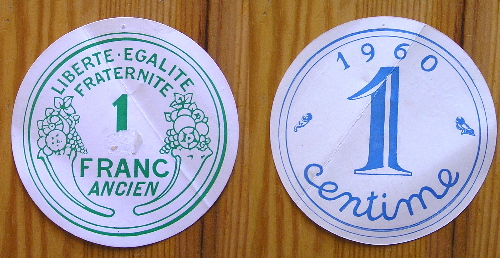 LIBERTE · EGALITE
FRATERNITE
1
FRANC
ANCIEN
1960
1
centime